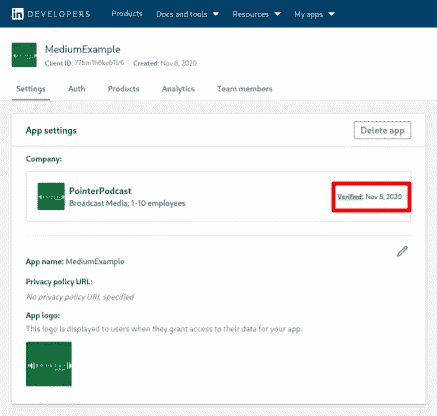 in DEVELOPERS Products Docs and tools Resources My apps
MediumExample
Created: Nov 8, 2020
Client ID:
Settings Auth Products Analytics Team members
App settings Delete app
Company:
PointerPodcast
Broadcast Media; 1-10 employees
Verified: Nov 8, 2020
App name: MediumExample
Privacy policy URL:
No privacy policy URL specified
App logo:
This logo is displayed to users when they grant access to their data for your app.